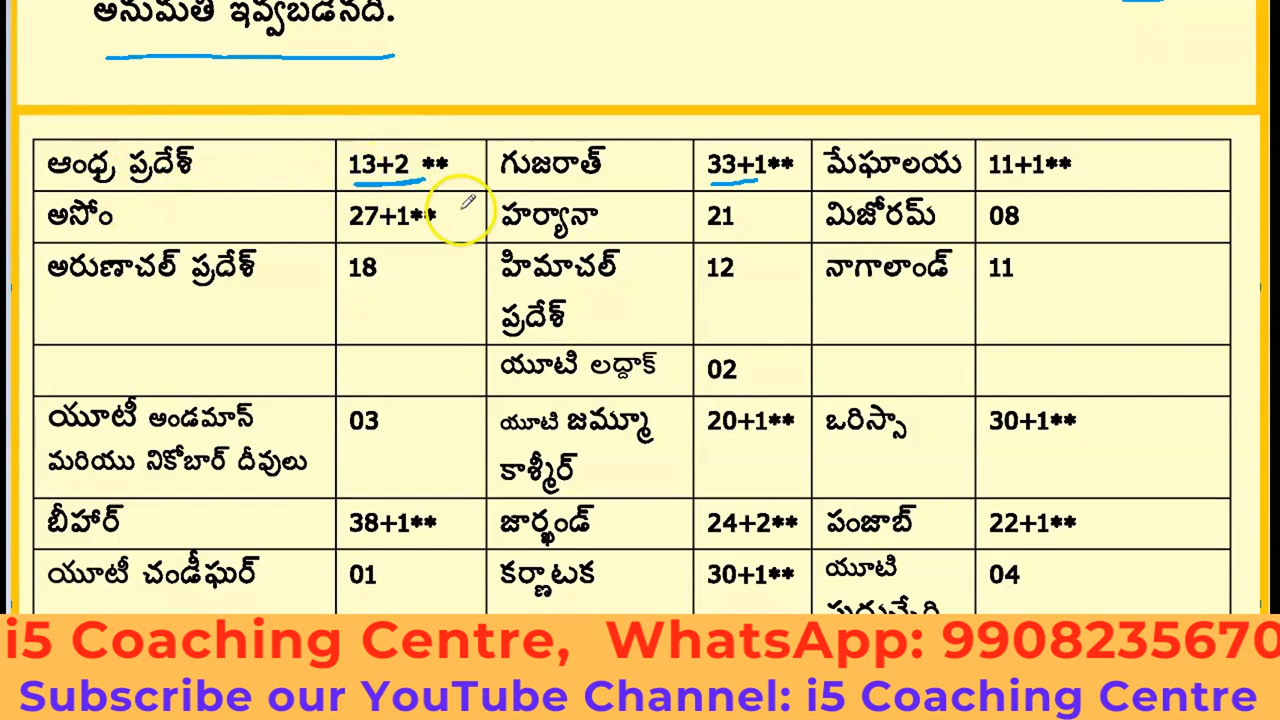 అనుమతి ఇవ్వబడినది.
ఆంధ్ర ప్రదేశ్ 13+2 ** గుజరాత్ 33+1** మేఘాలయ 11+1**
అసోం 27+1** హర్యానా 21 మిజోరమ్ 08
అరుణాచల్ ప్రదేశ్ 18 హిమాచల్ 12 నాగాలాండ్ 11
ప్రదేశ్
యూటి లద్దాక్ 02
యూటీ అండమాన్ 03 యూటి జమ్మూ 20+1** ఒరిస్సా 30+1**
మరియు నికోబార్ దీవులు కాశ్మీర్
బీహార్ 38+1** జార్ఖండ్ 24+2** పంజాబ్ 22+1**
యూటీ చండీఘర్ 01 కర్ణాటక 30+1** యూటి 04
i5 Coaching Centre, WhatsApp: 9908235670
Subscribe our YouTube Channel: i5 Coaching Centre